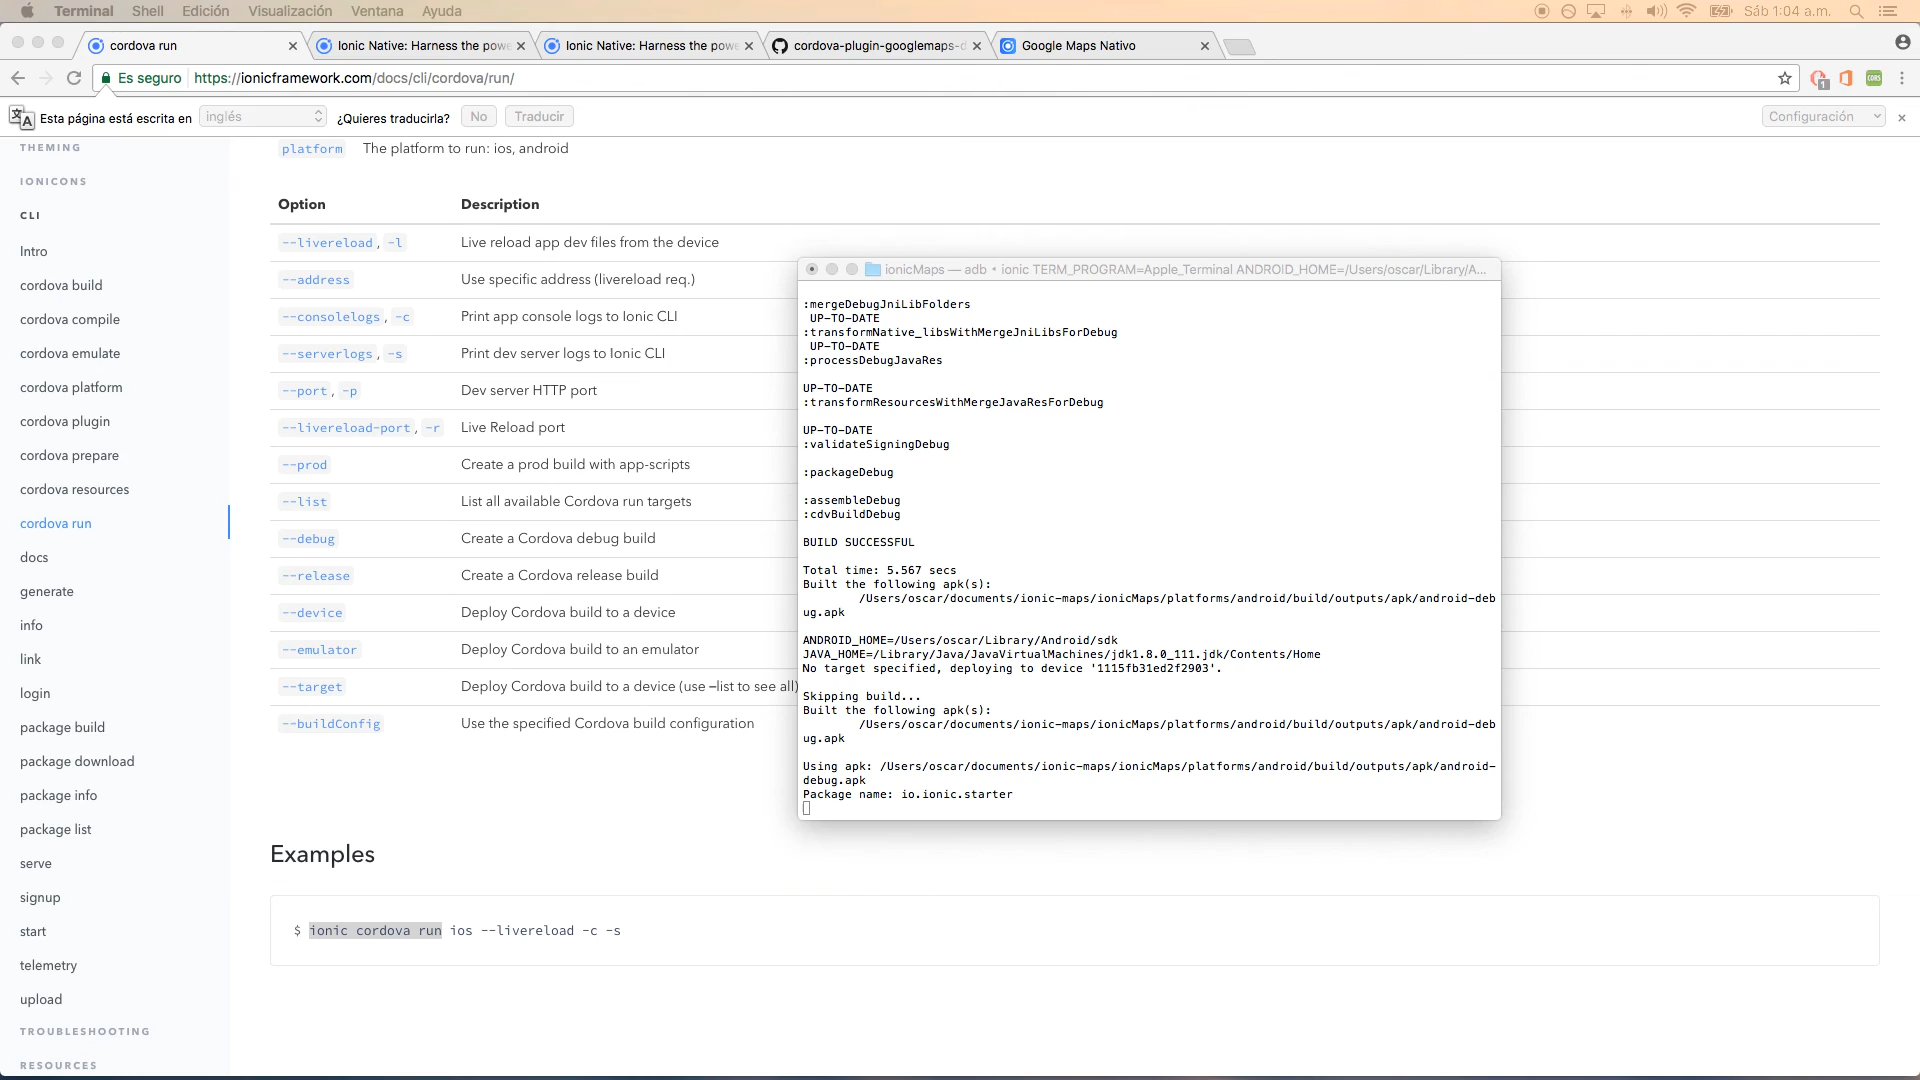 Terminal Shell Edición Visualización Ventana Ayuda Sáb 1:04 a.m.
cordova run
Ionic Native: Harness the powe
Ionic Native: Harness the powe
cordova-plugin-googlemaps-d
Google Maps Nativo
Es seguro https://ionicframework.com/docs/cli/cordova/run/
1
CORS
Esta página está escrita en inglés ¿Quieres traducirla? No Traducir Configuración
THEMING
IONICONS
CLI
Intro
cordova build
cordova compile
cordova emulate
cordova platform
cordova plugin
cordova prepare
cordova resources
cordova run
docs
generate
info
link
login
package build
package download
package info
package list
serve
signup
start
telemetry
upload
TROUBLESHOOTING
RESOURCES
platform The platform to run: ios, android
Option Description
--livereload, -l Live reload app dev files from the device
--address Use specific address (livereload req.)
--consolelogs, -c Print app console logs to Ionic CLI
--serverlogs, -s Print dev server logs to Ionic CLI
--port, -p Dev server HTTP port
--livereload-port, -r Live Reload port
--prod Create a prod build with app-scripts
--list List all available Cordova run targets
--debug Create a Cordova debug build
--release Create a Cordova release build
--device Deploy Cordova build to a device
--emulator Deploy Cordova build to an emulator
--target Deploy Cordova build to a device (use –list to see all)
--buildConfig Use the specified Cordova build configuration
Examples
$ ionic cordova run ios --livereload -c -s
ionicMaps — adb • ionic TERM_PROGRAM=Apple_Terminal ANDROID_HOME=/Users/oscar/Library/A...
:mergeDebugJniLibFolders
UP-TO-DATE
:transformNative_libsWithMergeJniLibsForDebug
UP-TO-DATE
:processDebugJavaRes
UP-TO-DATE
:transformResourcesWithMergeJavaResForDebug
UP-TO-DATE
:validateSigningDebug
:packageDebug
:assembleDebug
:cdvBuildDebug
BUILD SUCCESSFUL
Total time: 5.567 secs
Built the following apk(s):
/Users/oscar/documents/ionic-maps/ionicMaps/platforms/android/build/outputs/apk/android-deb
ug.apk
ANDROID_HOME=/Users/oscar/Library/Android/sdk
JAVA_HOME=/Library/Java/JavaVirtualMachines/jdk1.8.0_111.jdk/Contents/Home
No target specified, deploying to device '1115fb31ed2f2903'.
Skipping build...
Built the following apk(s):
/Users/oscar/documents/ionic-maps/ionicMaps/platforms/android/build/outputs/apk/android-deb
ug.apk
Using apk: /Users/oscar/documents/ionic-maps/ionicMaps/platforms/android/build/outputs/apk/android-
debug.apk
Package name: io.ionic.starter